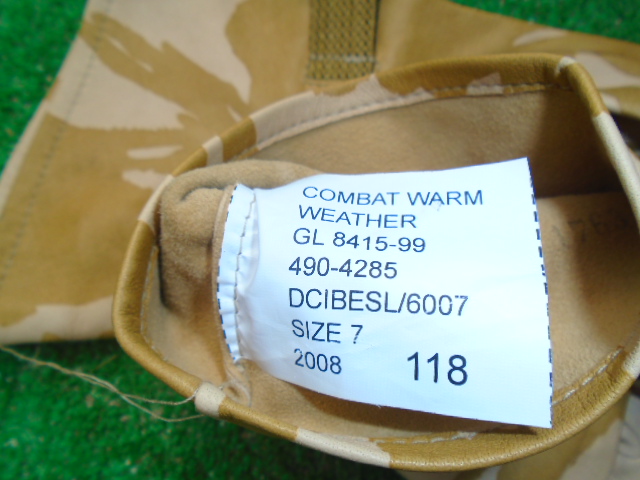 COMBAT WARM
WEATHER
GL 8415-99
490-4285
DCIBESL/6007
SIZE 7
2008 118